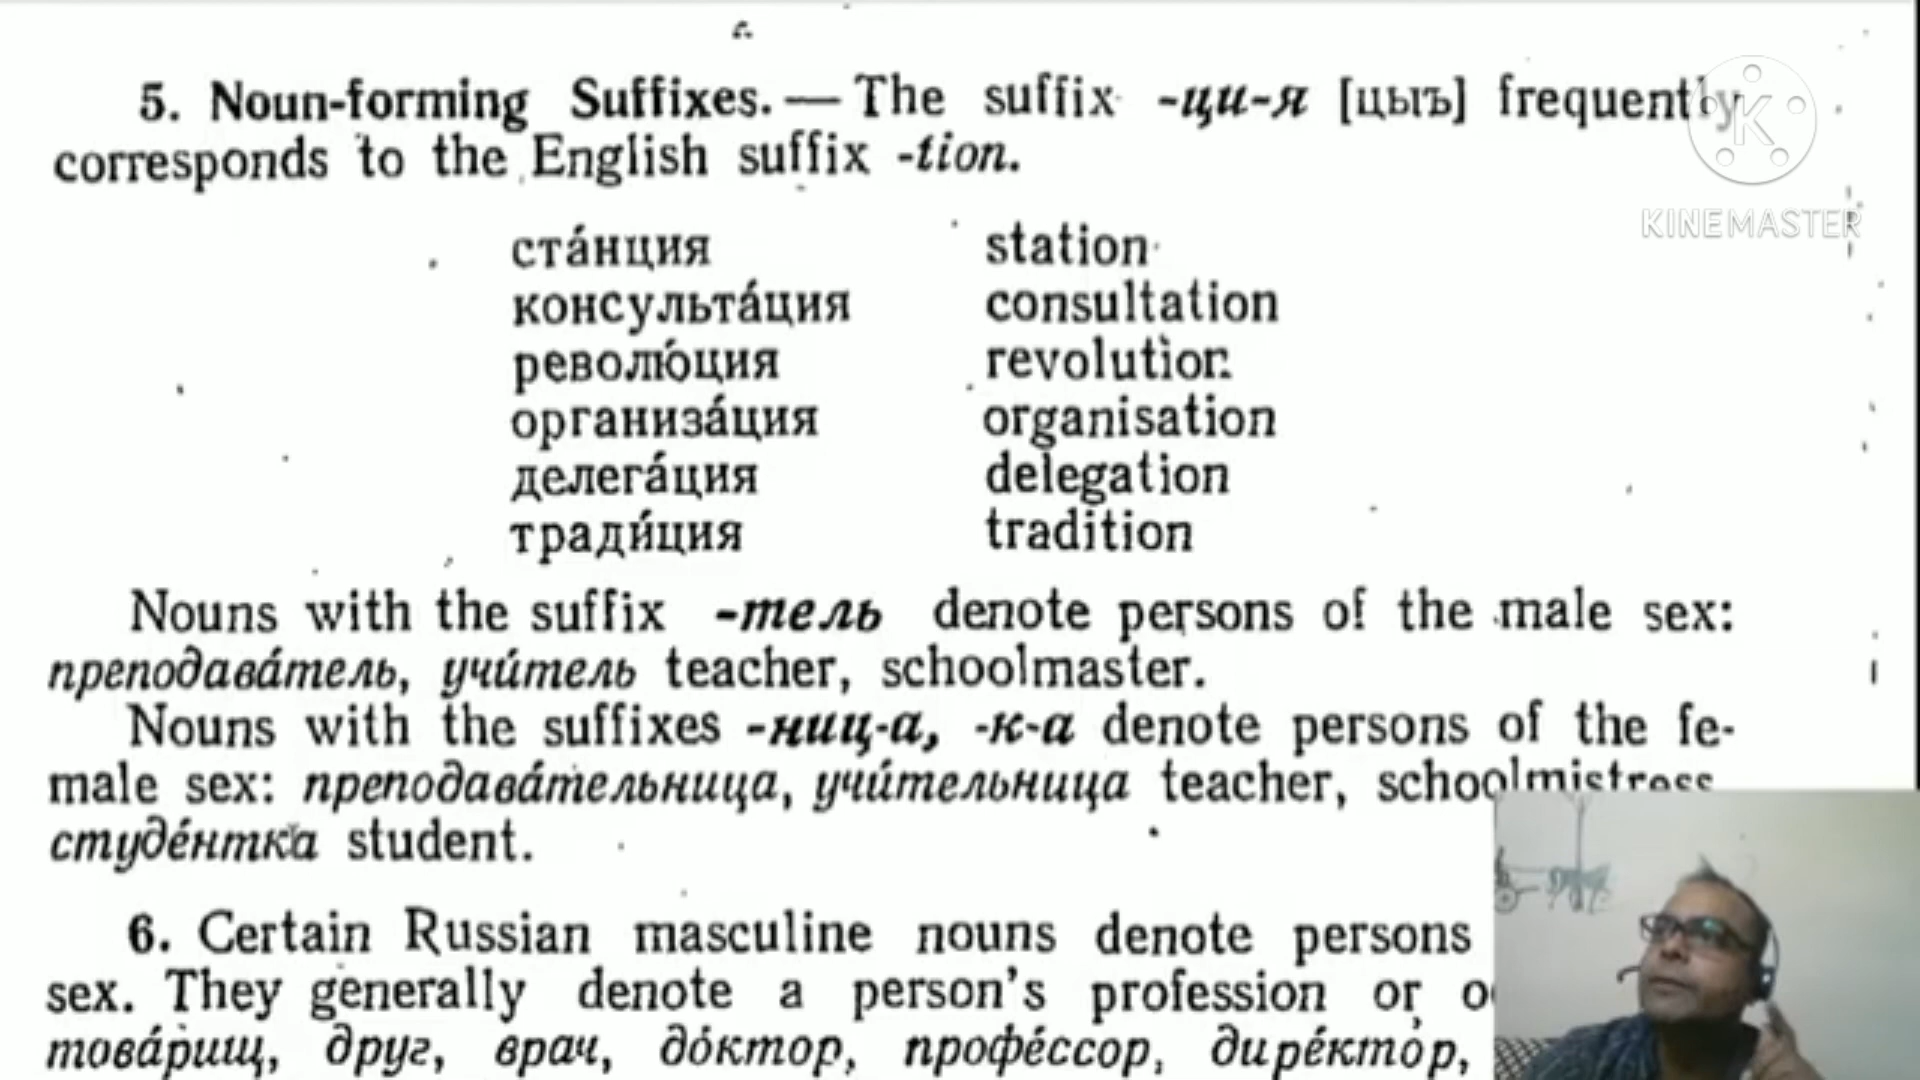 5. Noun-forming Suffixes. — The suffix -ци-я [цыъ] frequently
corresponds to the English suffix -tion.
ста́нция station
консульта́ция consultation
револю́ция revolution
организа́ция organisation
делега́ция delegation
тради́ция tradition
Nouns with the suffix -тель denote persons of the male sex:
преподава́тель, учи́тель teacher, schoolmaster.
Nouns with the suffixes -ниц-а, -к-а denote persons of the fe-
male sex: преподава́тельница, учи́тельница teacher, schoolmistress
студе́нтка student.
6. Certain Russian masculine nouns denote persons
sex. They generally denote a person's profession or
това́рищ, друг, врач, до́ктор, профе́ссор, дире́ктор,
K
KINEMASTER